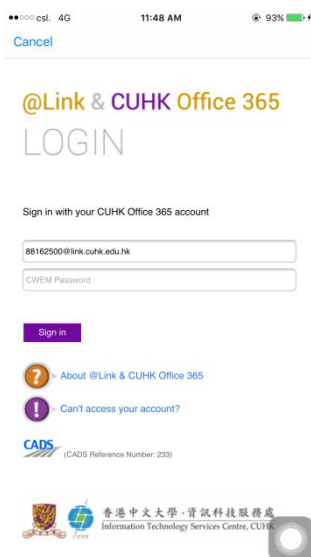 csl. 4G 11:48 AM 93%
Cancel
@Link & CUHK Office 365
LOGIN
Sign in with your CUHK Office 365 account
88162500@link.cuhk.edu.hk
CWEM Password
Sign in
? > About @Link & CUHK Office 365
! > Can't access your account?
CADS (CADS Reference Number: 233)
香港中文大學·資訊科技服務處
Information Technology Services Centre, CUHK